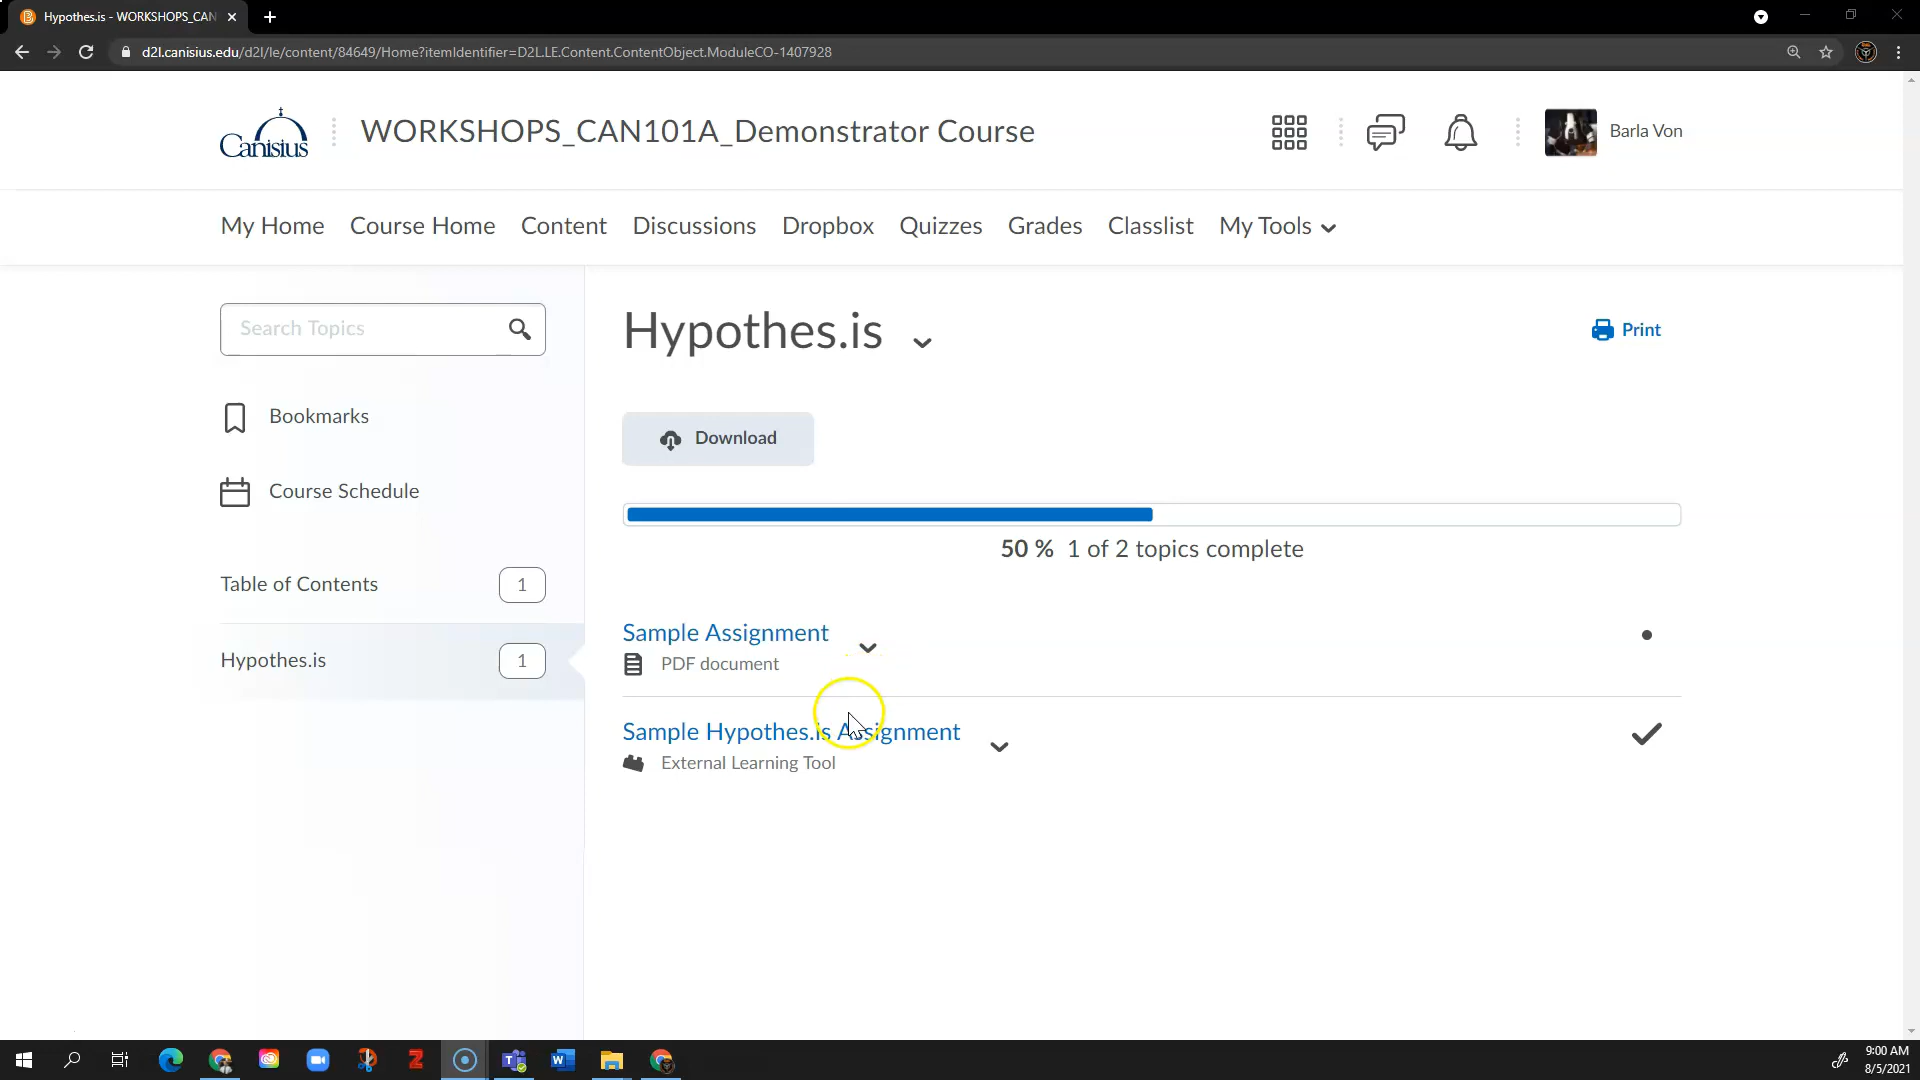 Hypothes.is - WORKSHOPS_CAN
d2l.canisius.edu/d2l/le/content/84649/Home?itemIdentifier=D2L.LE.Content.ContentObject.ModuleCO-1407928
Canisius
WORKSHOPS_CAN101A_Demonstrator Course
Barla Von
My Home Course Home Content Discussions Dropbox Quizzes Grades Classlist My Tools
Search Topics
Hypothes.is
Print
Bookmarks
Download
Course Schedule
50 % 1 of 2 topics complete
Table of Contents 1
Sample Assignment
PDF document
Hypothes.is 1
Sample Hypothes.is Assignment
External Learning Tool
9:00 AM
8/5/2021